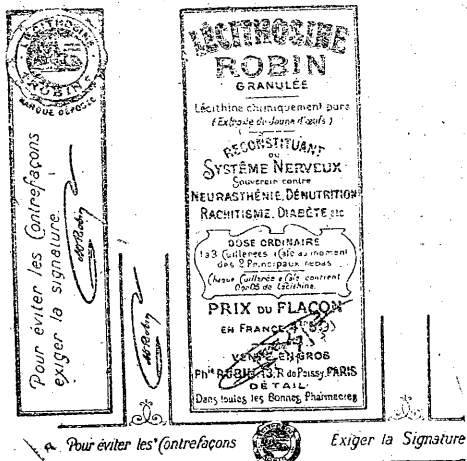 LÉCITHOSINE
ROBIN
MARQUE DÉPOSÉE
Pour éviter les Contrefaçons
exiger la signature.
LÉCITHOSINE
ROBIN
GRANULÉE
Lécithine chimiquement pure
(Extraite de Jaune d'œufs)
RECONSTITUANT
DU
SYSTÊME NERVEUX
Souverain contre
NEURASTHÉNIE, DÉNUTRITION
RACHITISME, DIABÈTE, etc
DOSE ORDINAIRE
1 à 3 Cuillerées à Café au moment
des 2 Principaux repas
Chaque Cuillerée à Café contient
0gr05 de Lécithine.
PRIX DU FLACON
EN FRANCE
VENTE EN GROS
Phie ROBIN, 13, R de Poissy, PARIS
DÉTAIL
Dans toutes les Bonnes Pharmacies
Pour éviter les Contrefaçons
Exiger la Signature